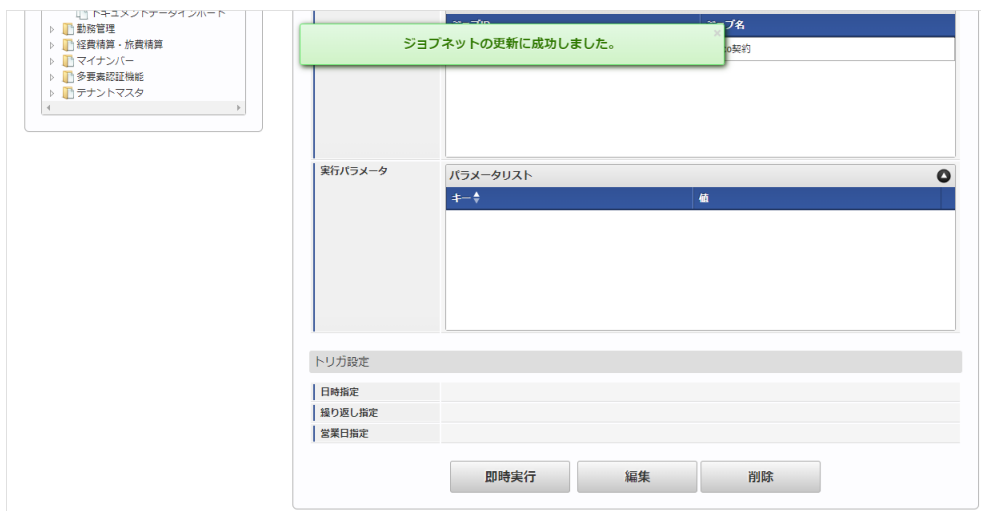 ドキュメントデータインポート
勤務管理
経費精算・旅費精算
マイナンバー
多要素認証機能
テナントマスタ
ジョブネットの更新に成功しました。
×
契約
実行パラメータ
パラメータリスト
キー
値
トリガ設定
日時指定
繰り返し指定
営業日指定
即時実行
編集
削除